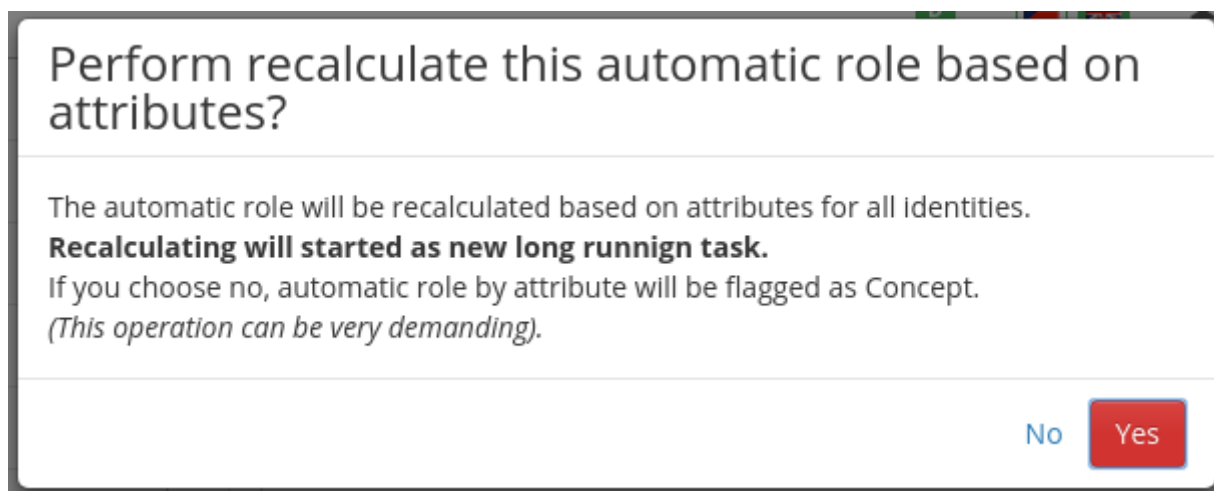 Perform recalculate this automatic role based on
attributes?
The automatic role will be recalculated based on attributes for all identities.
Recalculating will started as new long runnign task.
If you choose no, automatic role by attribute will be flagged as Concept.
(This operation can be very demanding).
No Yes